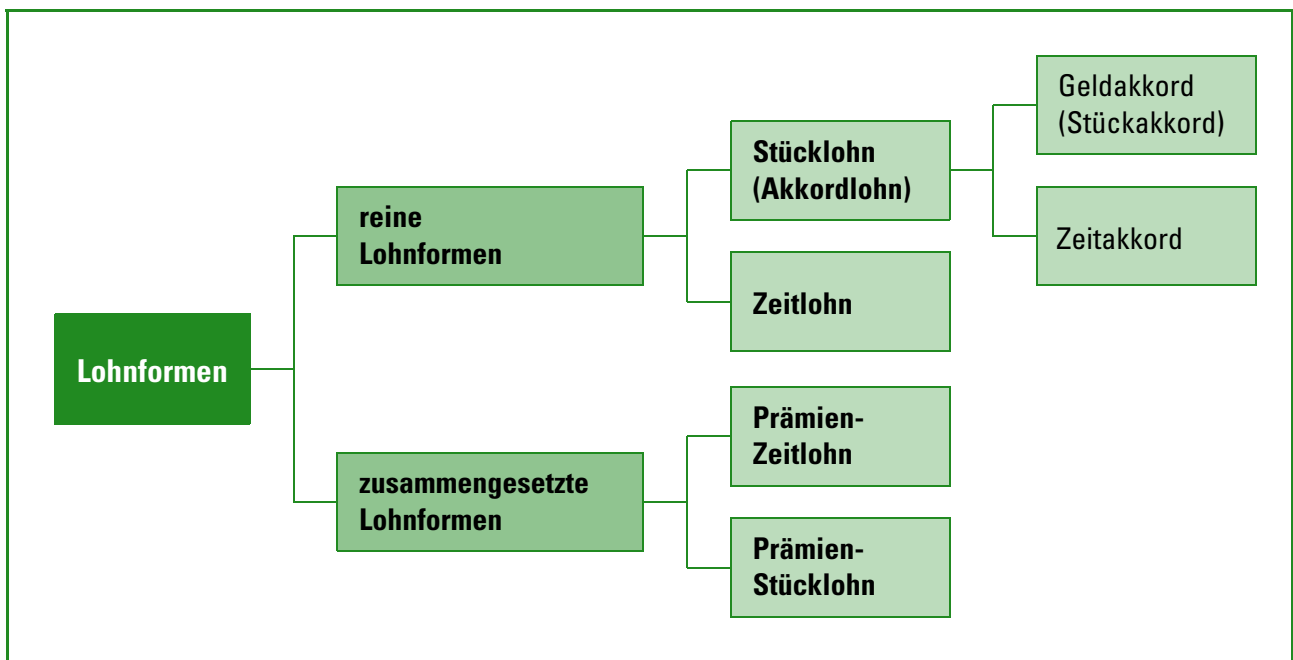 Lohnformen
reine
Lohnformen
Stücklohn
(Akkordlohn)
Geldakkord
(Stückakkord)
Zeitakkord
Zeitlohn
zusammengesetzte
Lohnformen
Prämien-
Zeitlohn
Prämien-
Stücklohn